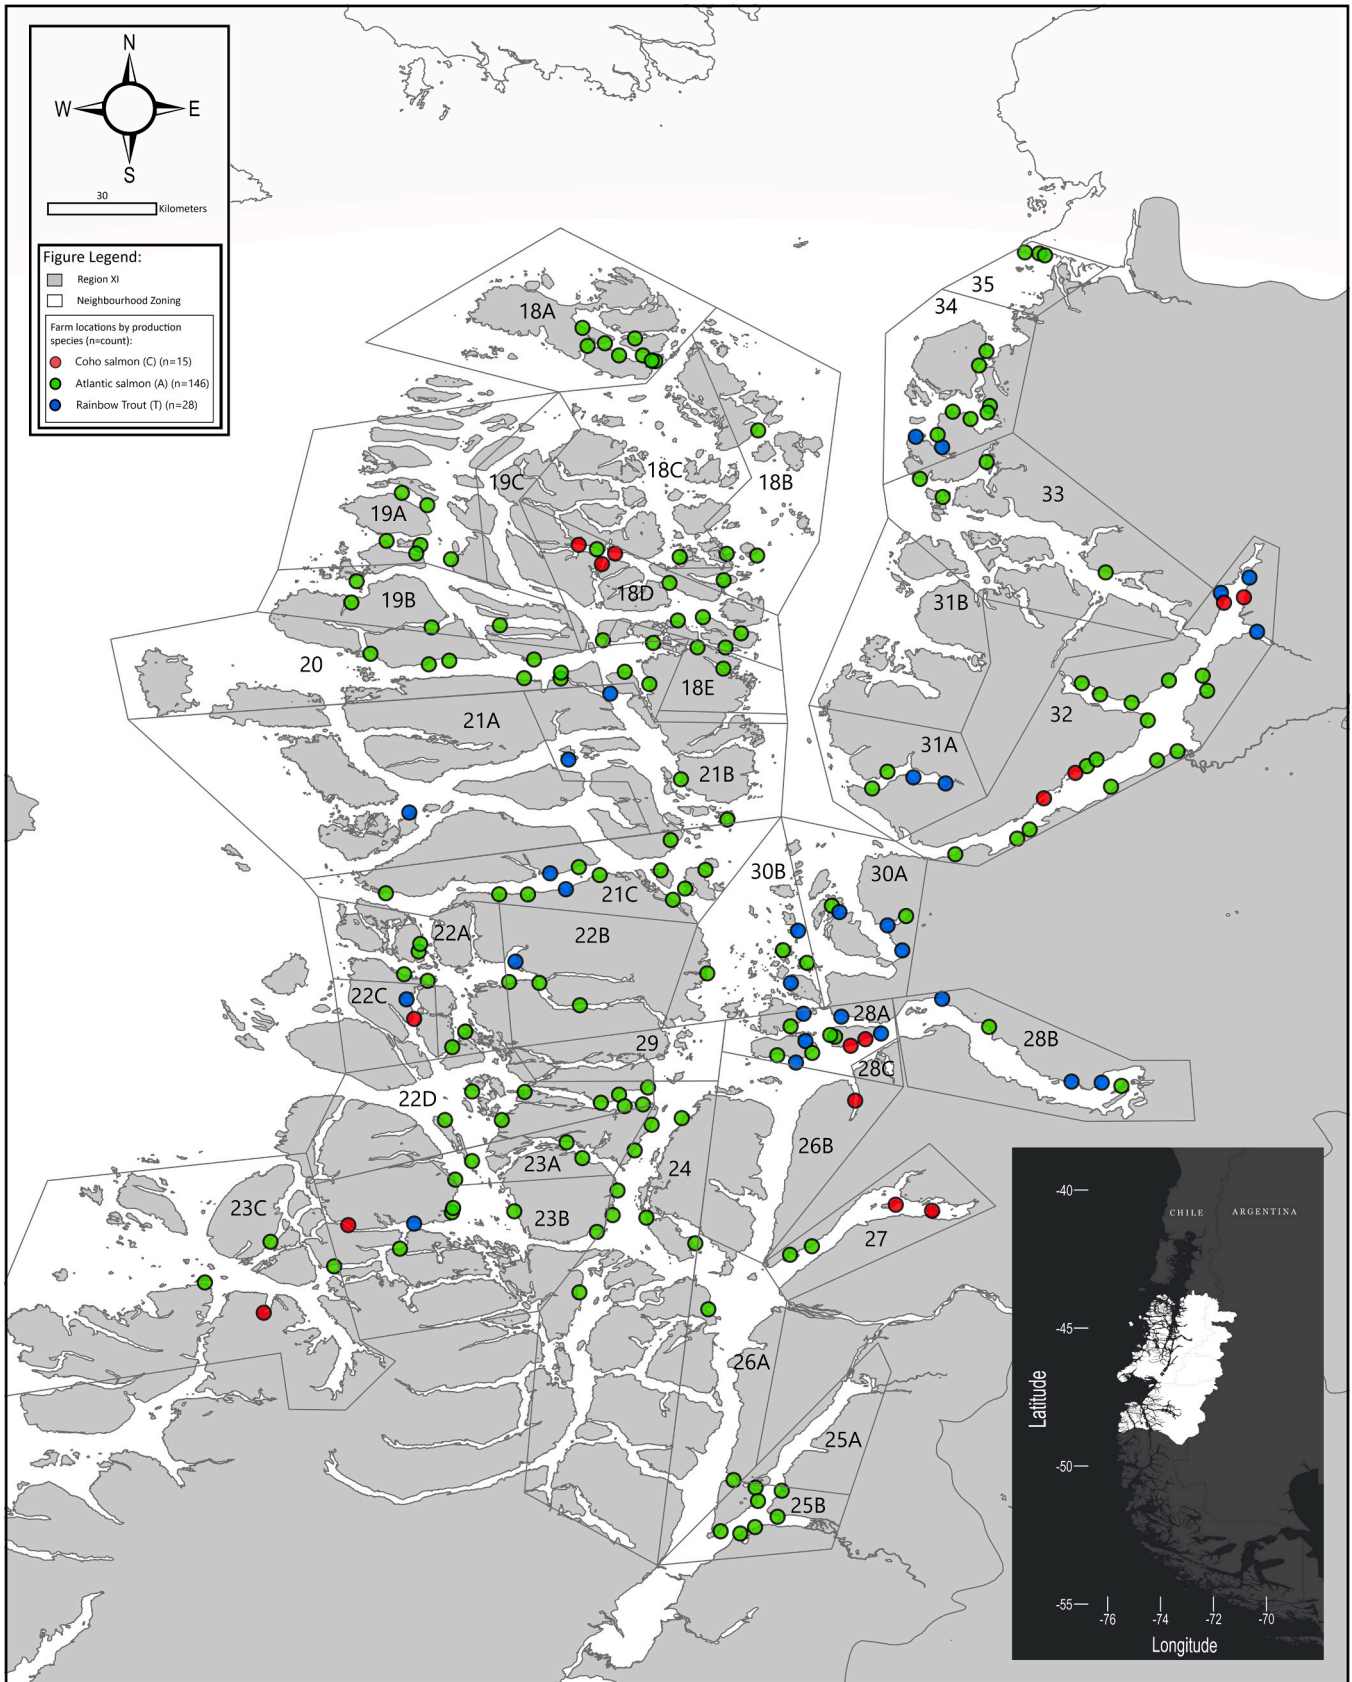 N
W
E
S
30
Kilometers
Figure Legend:
Region XI
Neighbourhood Zoning
Farm locations by production
species (n=count):
Coho salmon (C) (n=15)
Atlantic salmon (A) (n=146)
Rainbow Trout (T) (n=28)
35
34
18A
18C
18B
19C
33
19A
18D
19B
31B
20
18E
32
21A
31A
21B
30B
30A
21C
22A
22B
22C
28A
29
28B
28C
22D
26B
23A
24
23C
23B
27
26A
25A
25B
-40
CHILE
ARGENTINA
-45
Latitude
-50
-55
-76
-74
-72
-70
Longitude